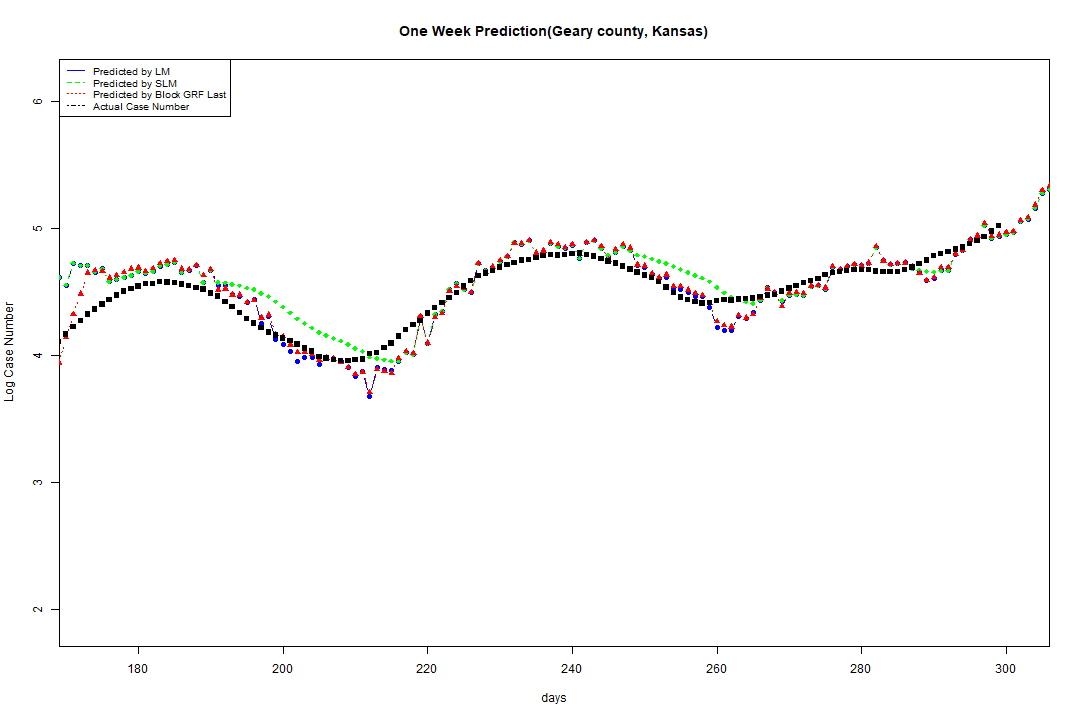 One Week Prediction(Geary county, Kansas)
Predicted by LM
Predicted by SLM
Predicted by Block GRF Last
Actual Case Number
6
5
4
3
2
Log Case Number
180 200 220 240 260 280 300
days